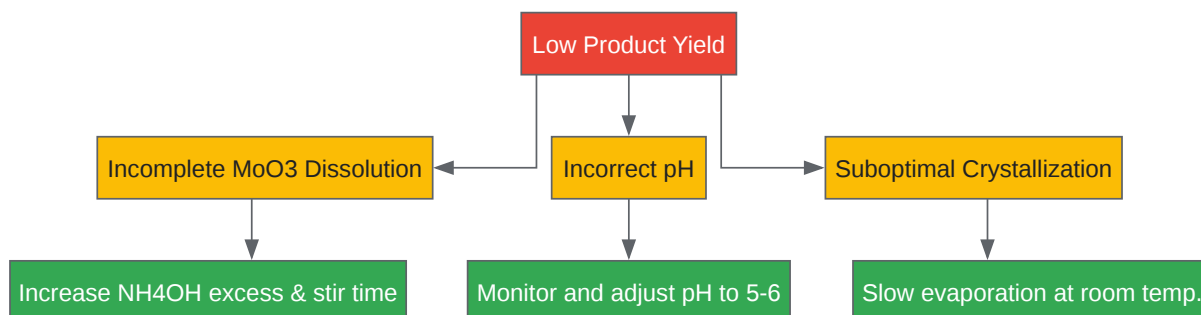 Low Product Yield
Incomplete MoO3 Dissolution
Incorrect pH
Suboptimal Crystallization
Increase NH4OH excess & stir time
Monitor and adjust pH to 5-6
Slow evaporation at room temp.